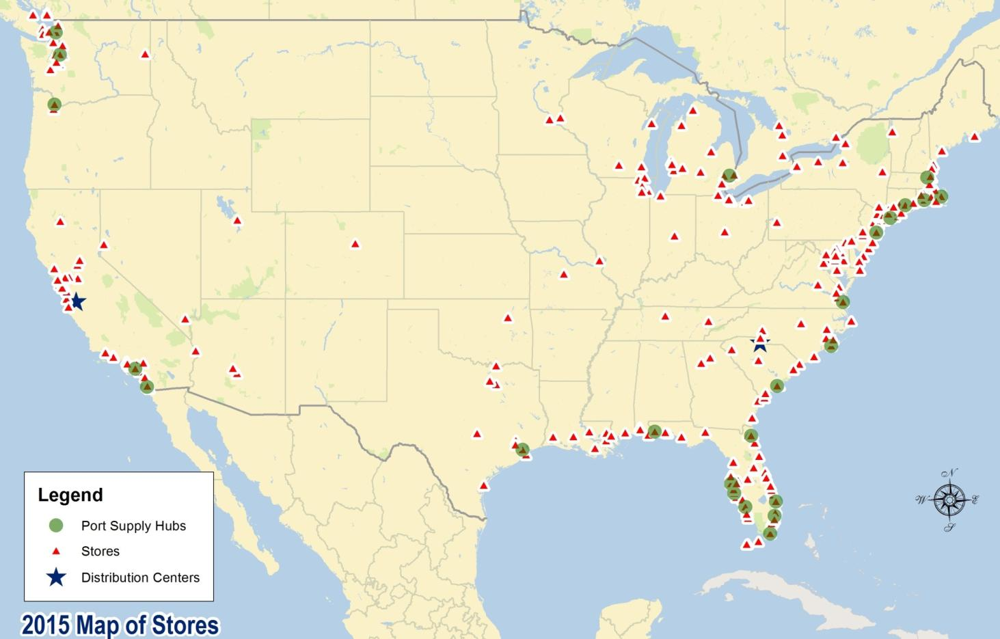 N
W E
S
Legend
Port Supply Hubs
Stores
Distribution Centers
2015 Map of Stores